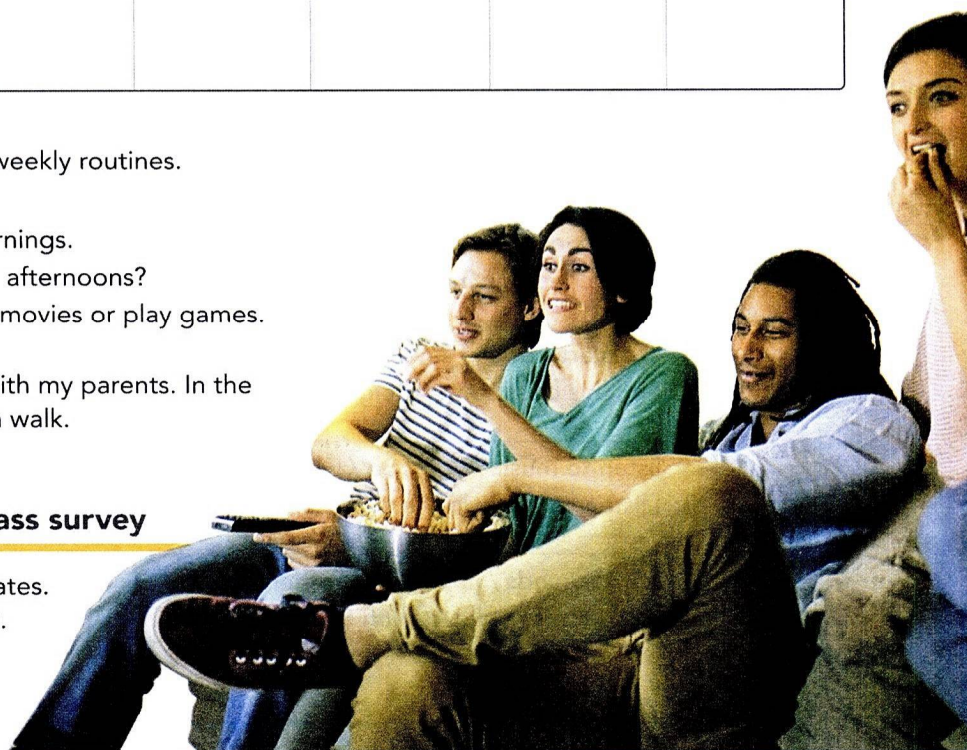 weekly routines.
rnings.
afternoons?
movies or play games.
ith my parents. In the
walk.
ass survey
ates.
.